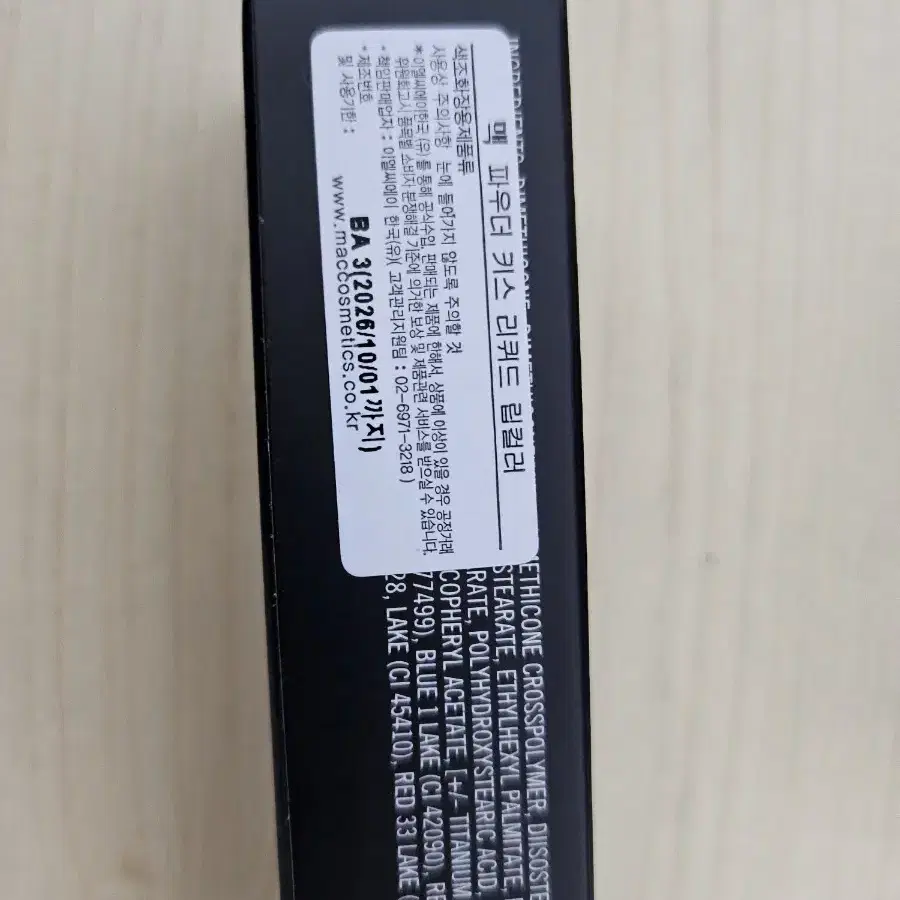 맥 파우더 키스 리퀴드 립컬러
색조화장용제품류
사용상 주의사항 눈에 들어가지 않도록 주의할 것
*이엘씨에이한국 (유)를 통해 공식수입, 판매되는 제품에 한해서, 상품에 이상이 있을 경우 공정거래
위원회고시 품목별 소비자 분쟁해결 기준에 의거한 보상 및 제품관련 서비스를 받으실 수 있습니다.
• 책임판매업자 : 이엘씨에이 한국(유)( 고객관리지원팀 : 02-6971-3218 )
• 제조번호
및 사용기한 : BA 3(2026/10/01까지)
www.maccosmetics.co.kr
INGREDIENTS: DIMETHICONE, METHICONE CROSSPOLYMER, DIISOSTE
STEARATE, ETHYLHEXYL PALMITATE,
RATE, POLYHYDROXYSTEARIC ACID,
COPHERYL ACETATE, [+/- TITANIUM
77499), BLUE 1 LAKE (CI 42090), RE
28, LAKE (CI 45410), RED 33 LAKE (